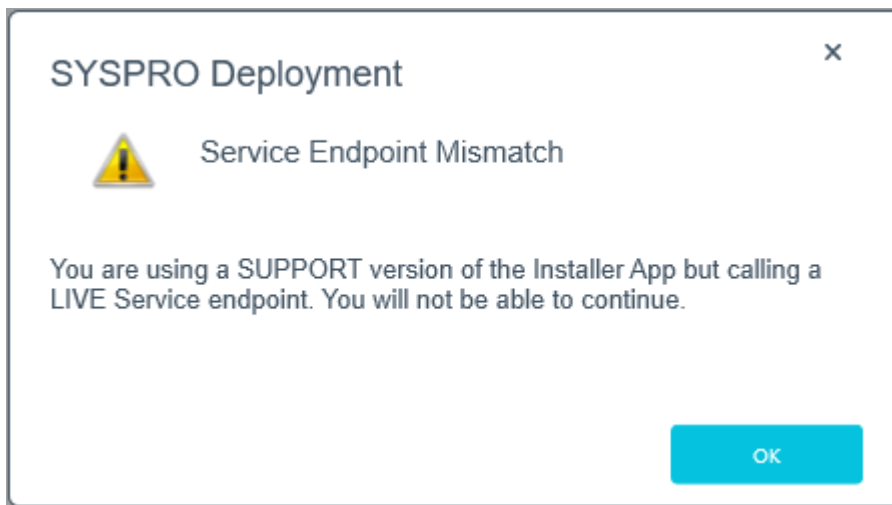 SYSPRO Deployment
Service Endpoint Mismatch
You are using a SUPPORT version of the Installer App but calling a
LIVE Service endpoint. You will not be able to continue.
OK